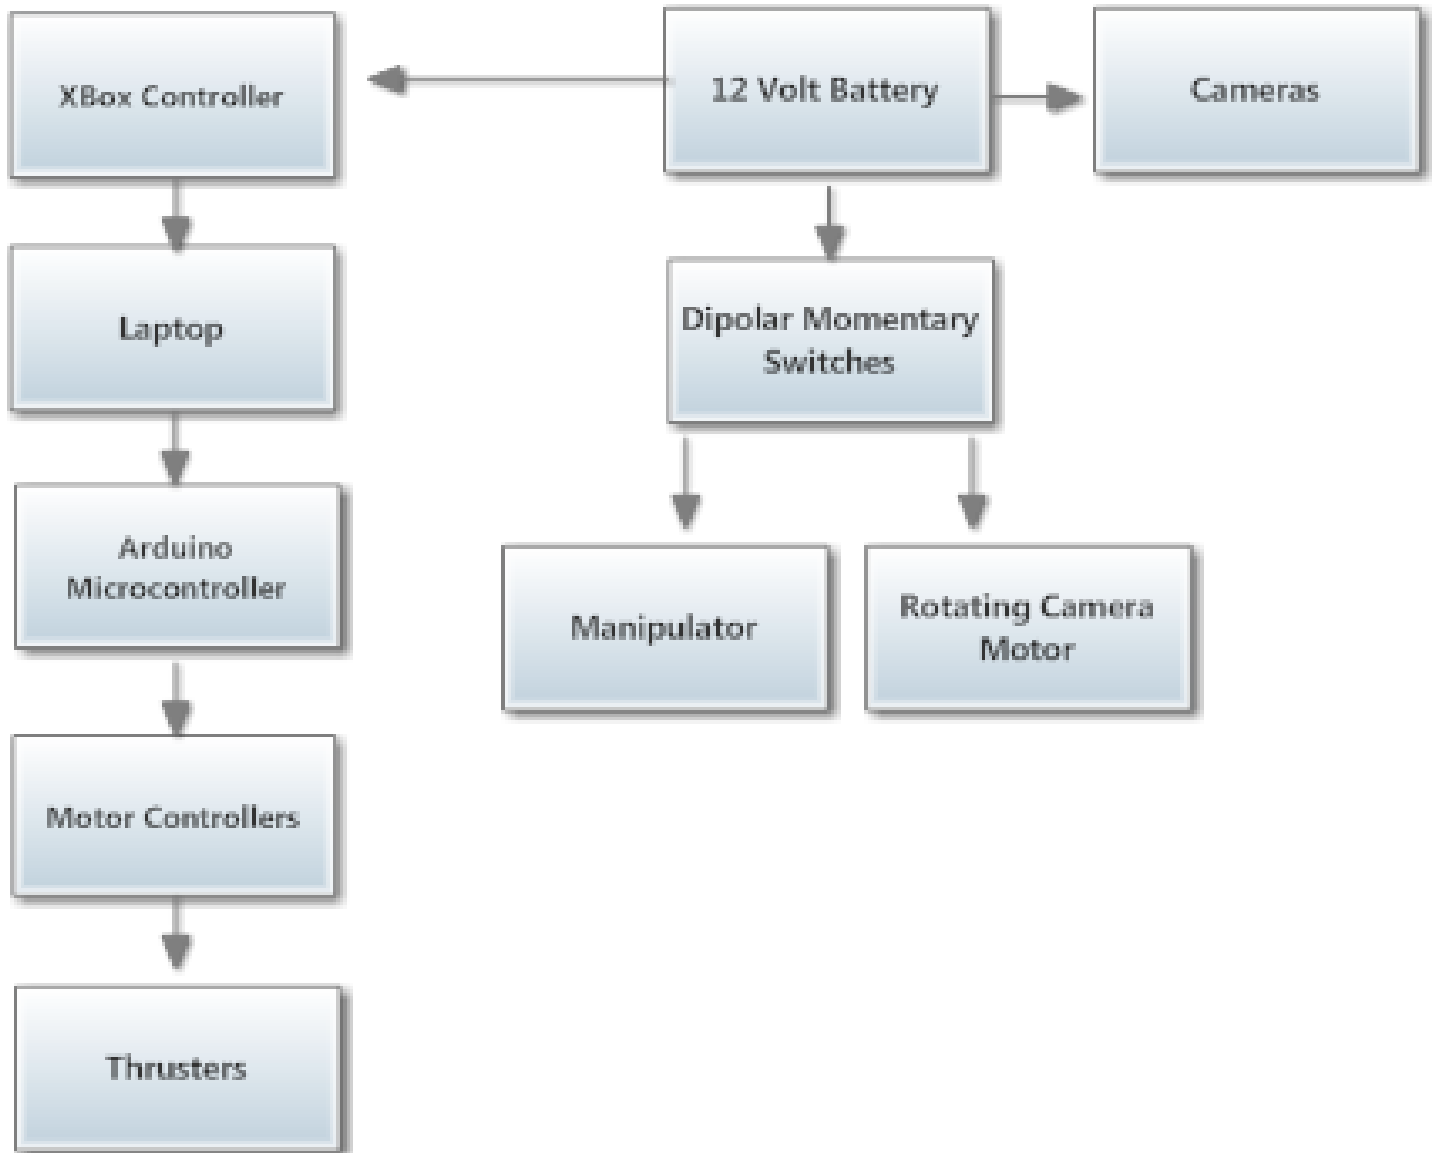 XBox Controller
12 Volt Battery
Cameras
Laptop
Dipolar Momentary
Switches
Arduino
Microcontroller
Manipulator
Rotating Camera
Motor
Motor Controllers
Thrusters